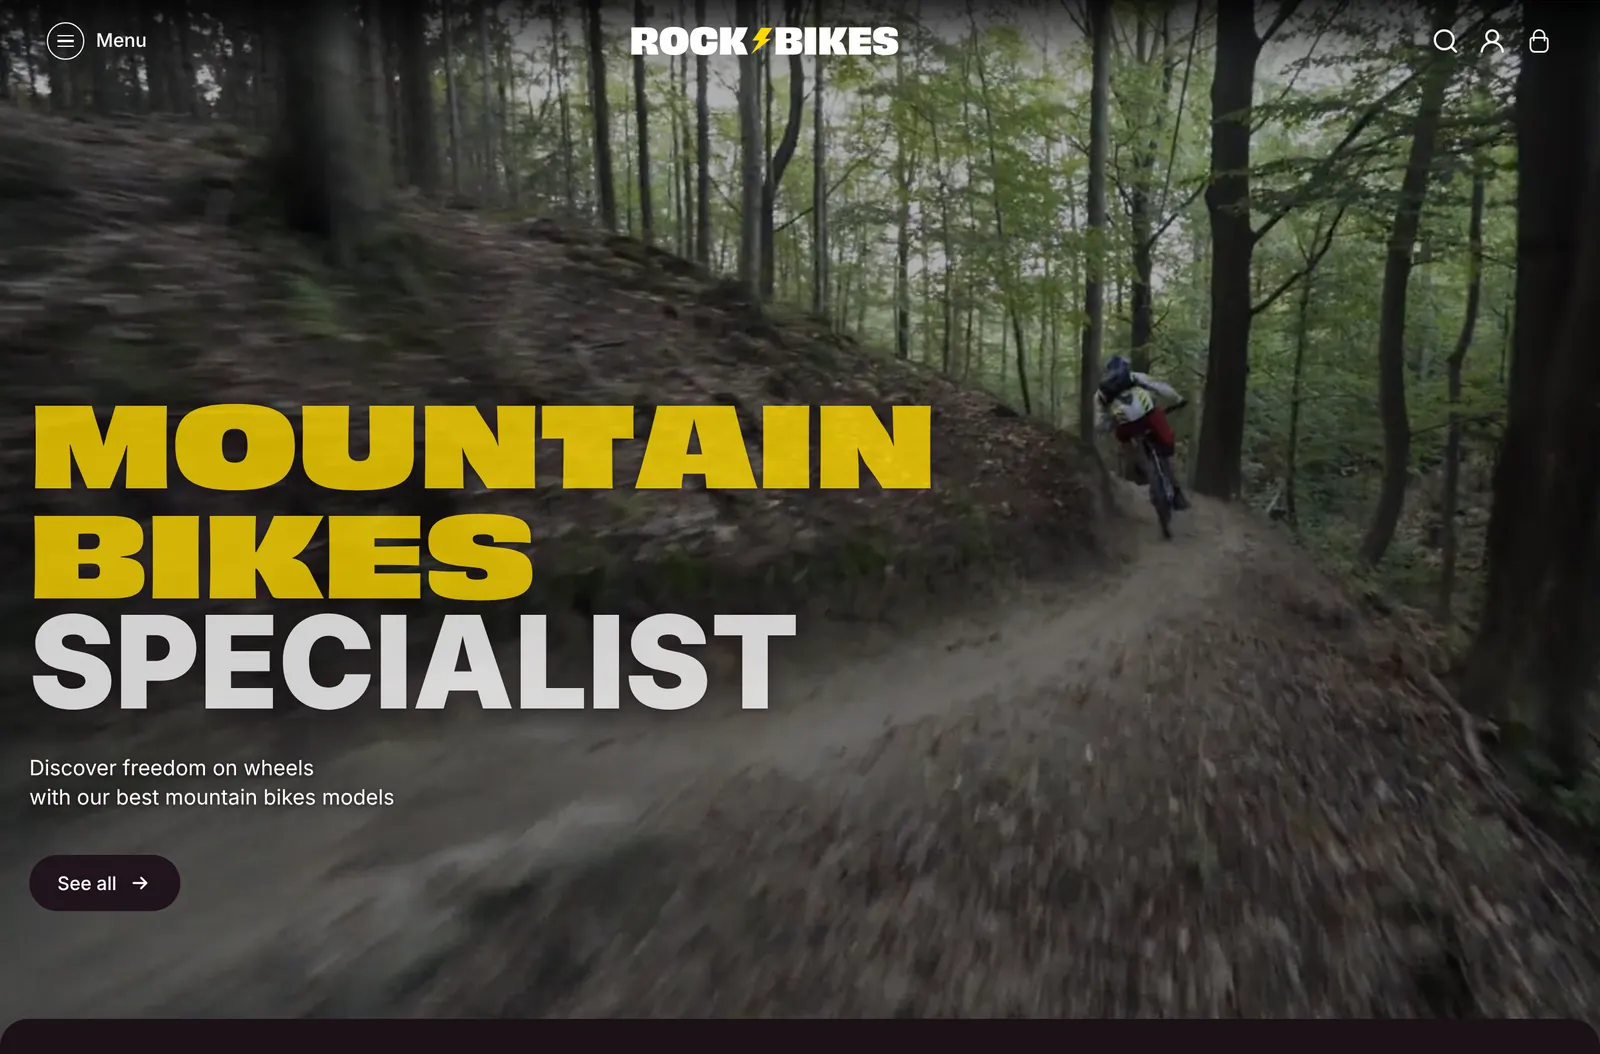 Menu
ROCK BIKES
MOUNTAIN
BIKES
SPECIALIST
Discover freedom on wheels
with our best mountain bikes models
See all